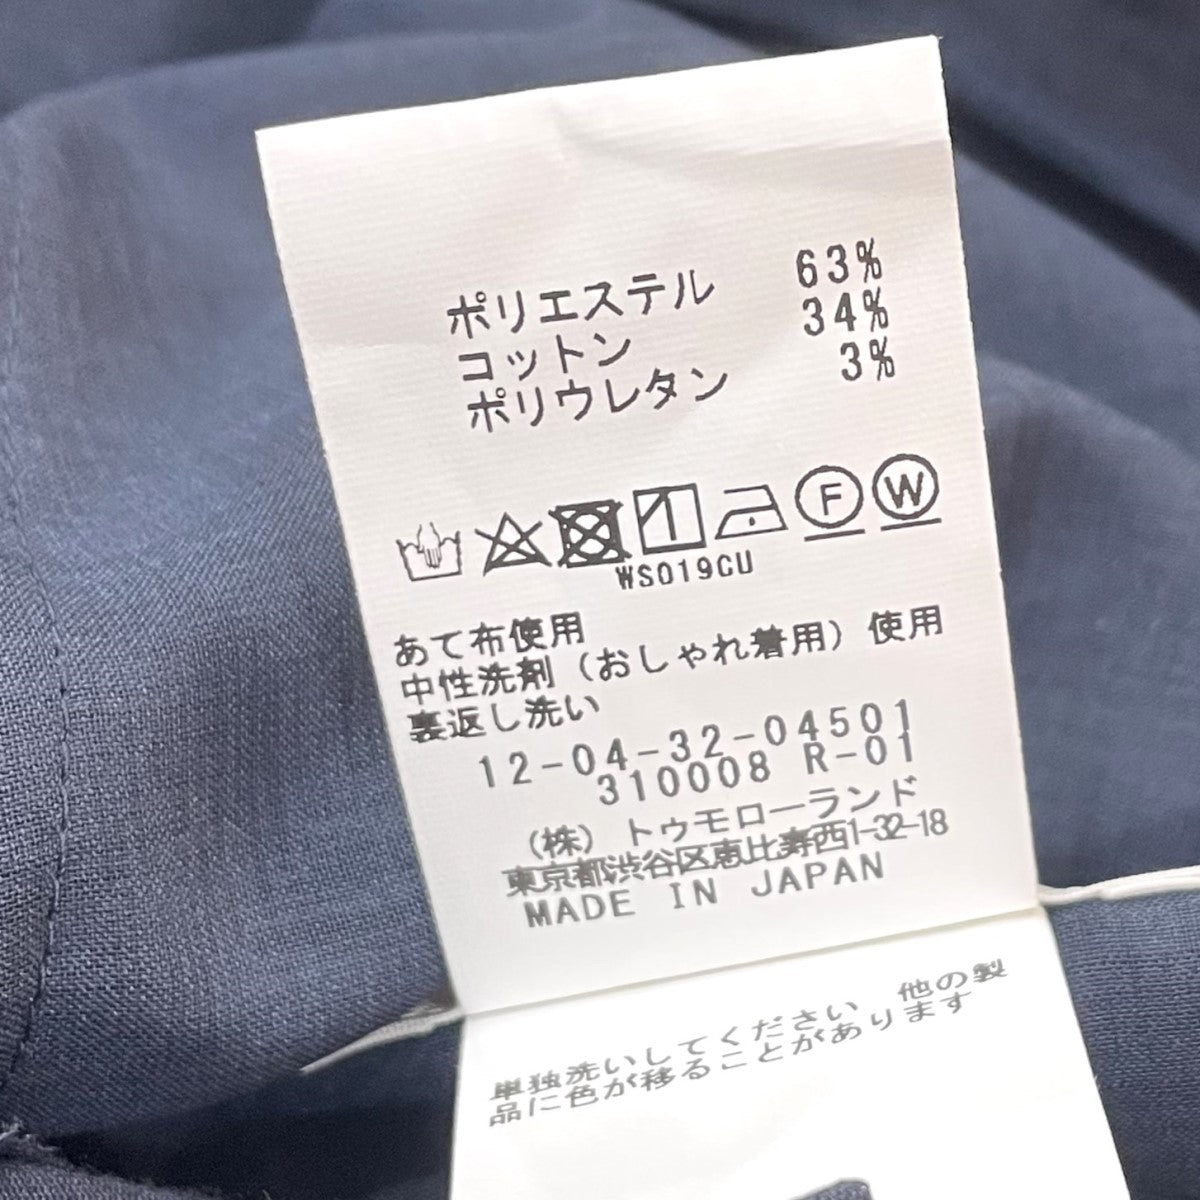 ポリエステル 63%
コットン 34%
ポリウレタン 3%
F W
WS019CU
あて布使用
中性洗剤（おしゃれ着用）使用
裏返し洗い
12-04-32-04501
310008 R-01
（株）トゥモローランド
東京都渋谷区恵比寿西1-32-18
MADE IN JAPAN
単独洗いしてください 他の製
品に色が移ることがあります